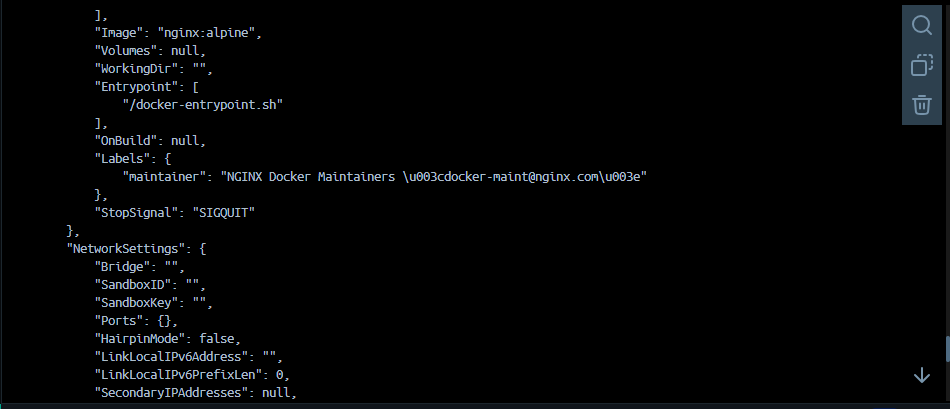 ],
"Image": "nginx:alpine",
"Volumes": null,
"WorkingDir": "",
"Entrypoint": [
"/docker-entrypoint.sh"
],
"OnBuild": null,
"Labels": {
"maintainer": "NGINX Docker Maintainers \u003cdocker-maint@nginx.com\u003e"
},
"StopSignal": "SIGQUIT"
},
"NetworkSettings": {
"Bridge": "",
"SandboxID": "",
"SandboxKey": "",
"Ports": {},
"HairpinMode": false,
"LinkLocalIPv6Address": "",
"LinkLocalIPv6PrefixLen": 0,
"SecondaryIPAddresses": null,